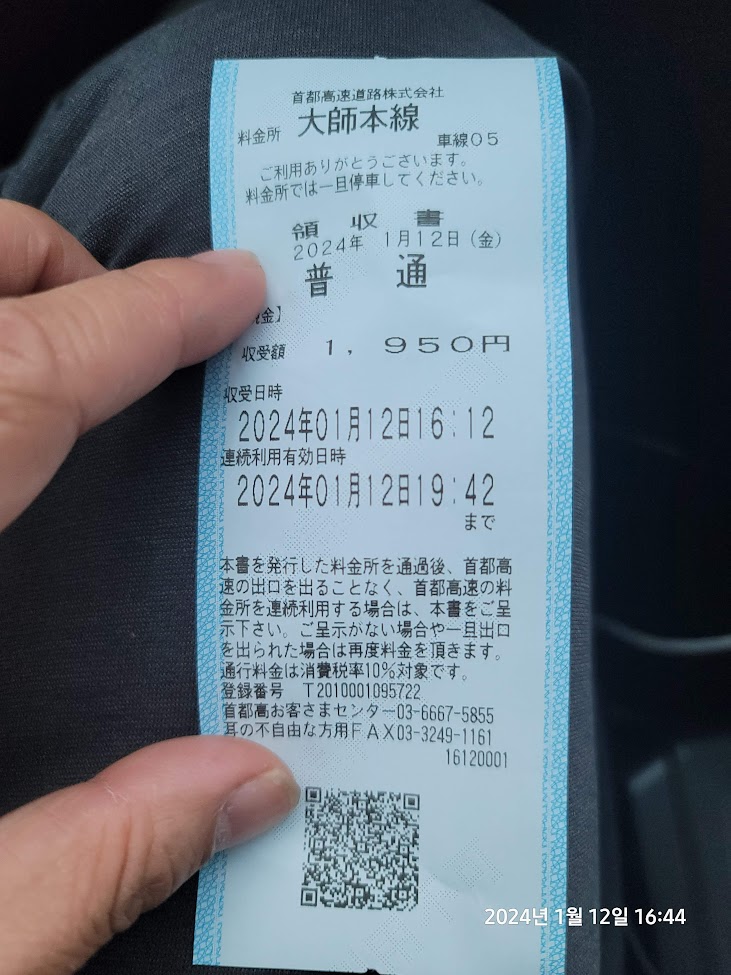 首都高速道路株式会社
料金所 大師本線 車線05
ご利用ありがとうございます。
料金所では一旦停車してください。
領収書
2024年 1月12日(金)
普通
金】
収受額 1,950円
収受日時
2024年01月12日16:12
連続利用有効日時
2024年01月12日19:42
まで
本書を発行した料金所を通過後、首都高
速の出口を出ることなく、首都高速の料
金所を連続利用する場合は、本書をご呈
示下さい。ご呈示がない場合や一旦出口
を出られた場合は再度料金を頂きます。
通行料金は消費税率10%対象です。
登録番号 T2010001095722
首都高お客さまセンター03-6667-5855
耳の不自由な方用FAX03-3249-1161
16120001
2024년 1월 12일 16:44